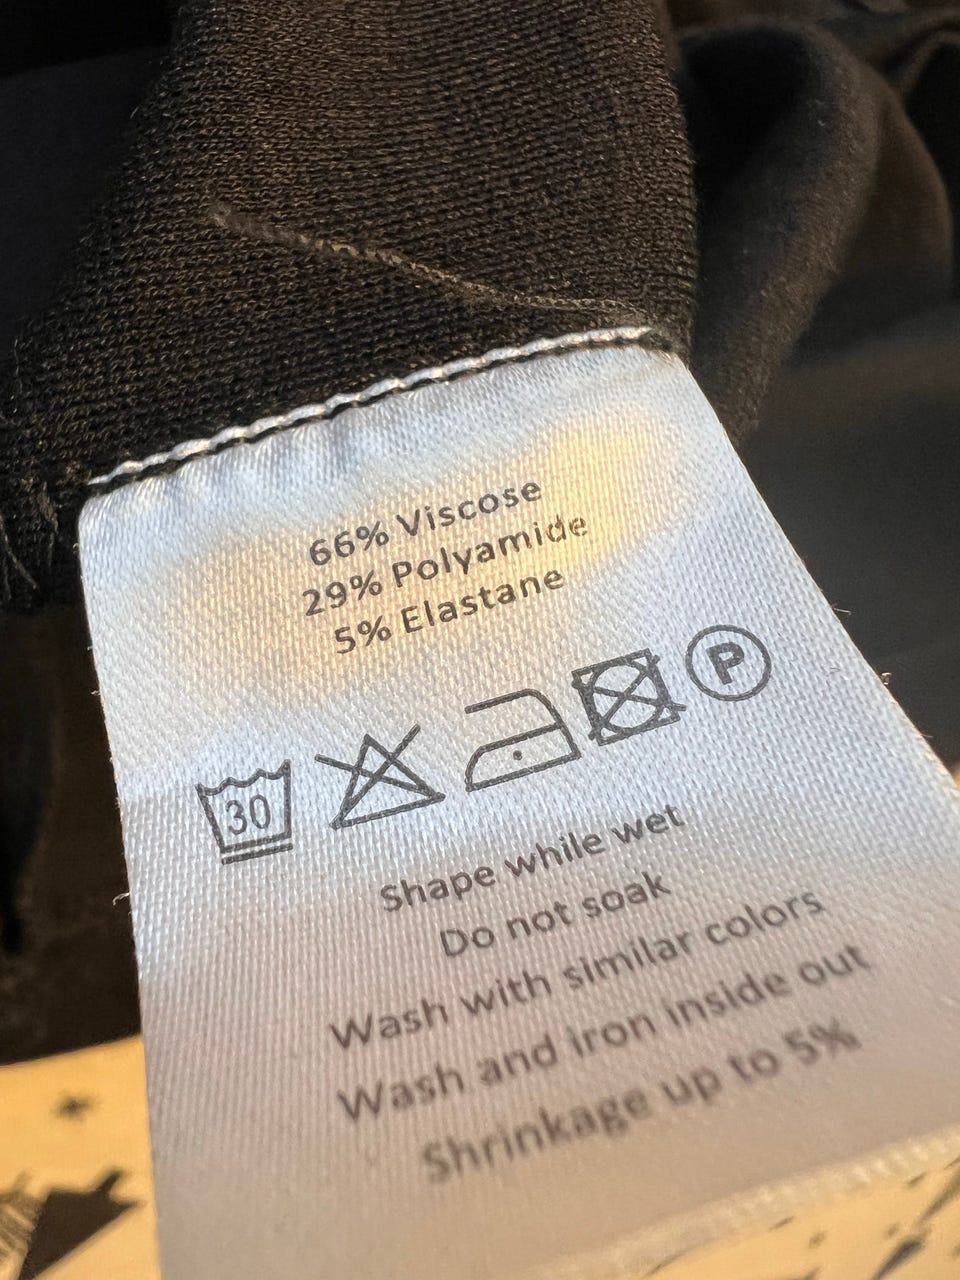 66% Viscose
29% Polyamide
5% Elastane
30
P
Shape while wet
Do not soak
Wash with similar colors
Wash and iron inside out
Shrinkage up to 5%